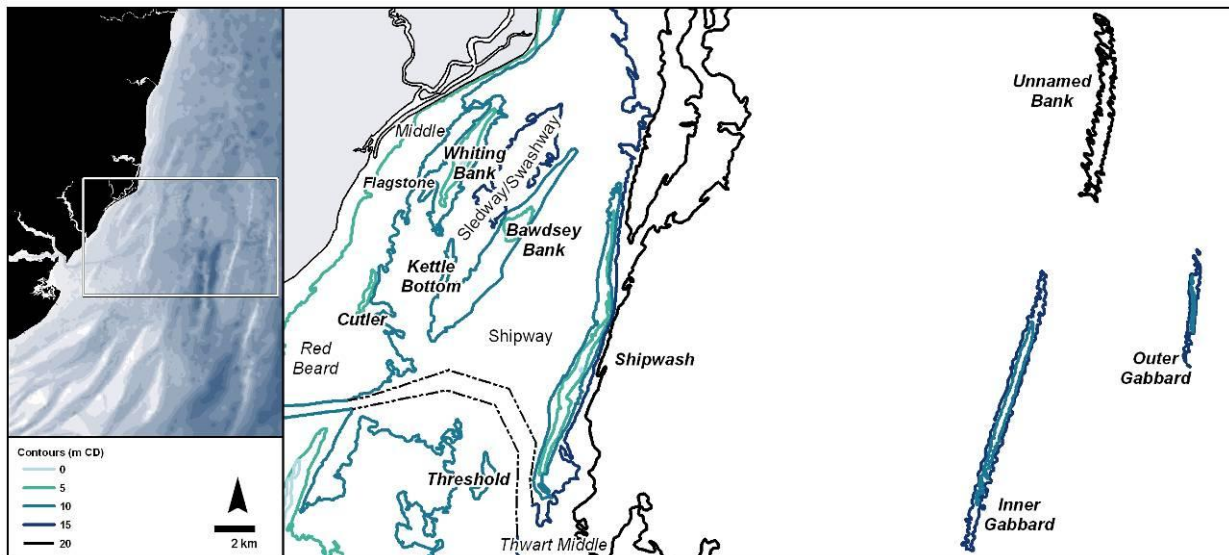 Contours (m CD)
0
5
10
15
20
2 km
Middle
Flagstone
Whiting
Bank
Sledway/Swashway
Bawdsey
Bank
Kettle
Bottom
Cutler
Red
Beard
Shipway
Shipwash
Threshold
Thwart Middle
Unnamed
Bank
Outer
Gabbard
Inner
Gabbard